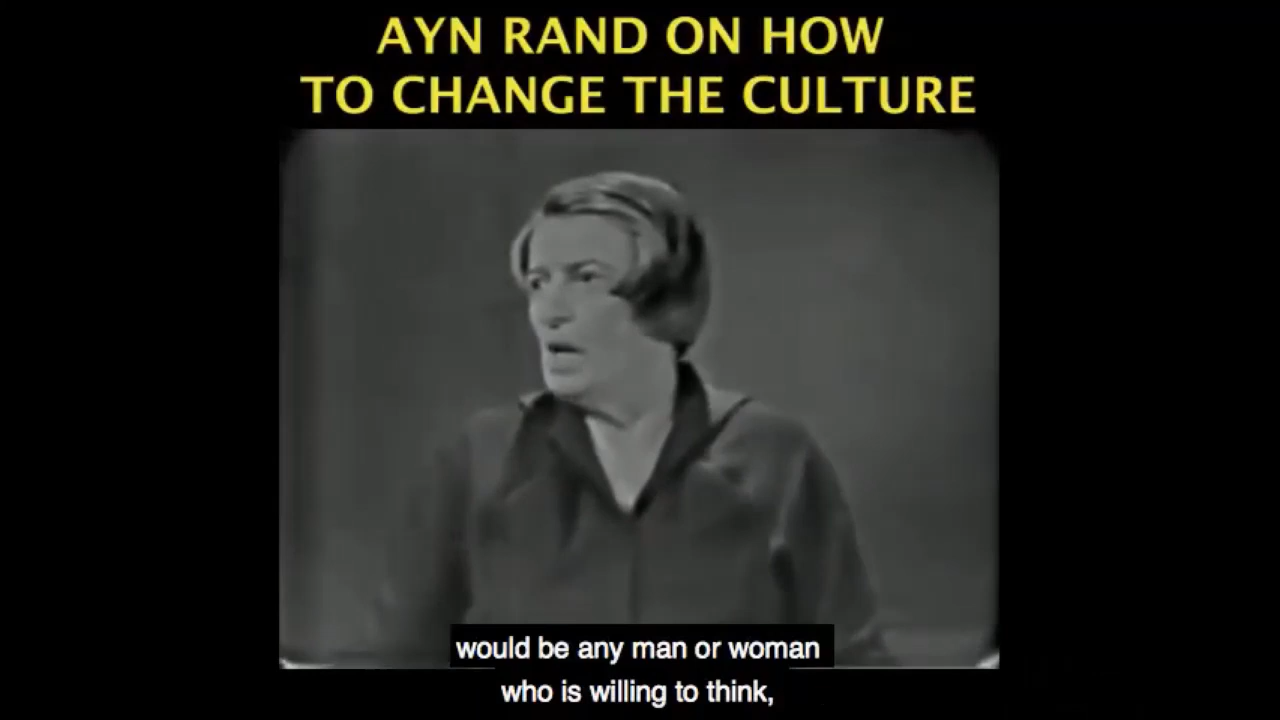 AYN RAND ON HOW
TO CHANGE THE CULTURE
would be any man or woman
who is willing to think,